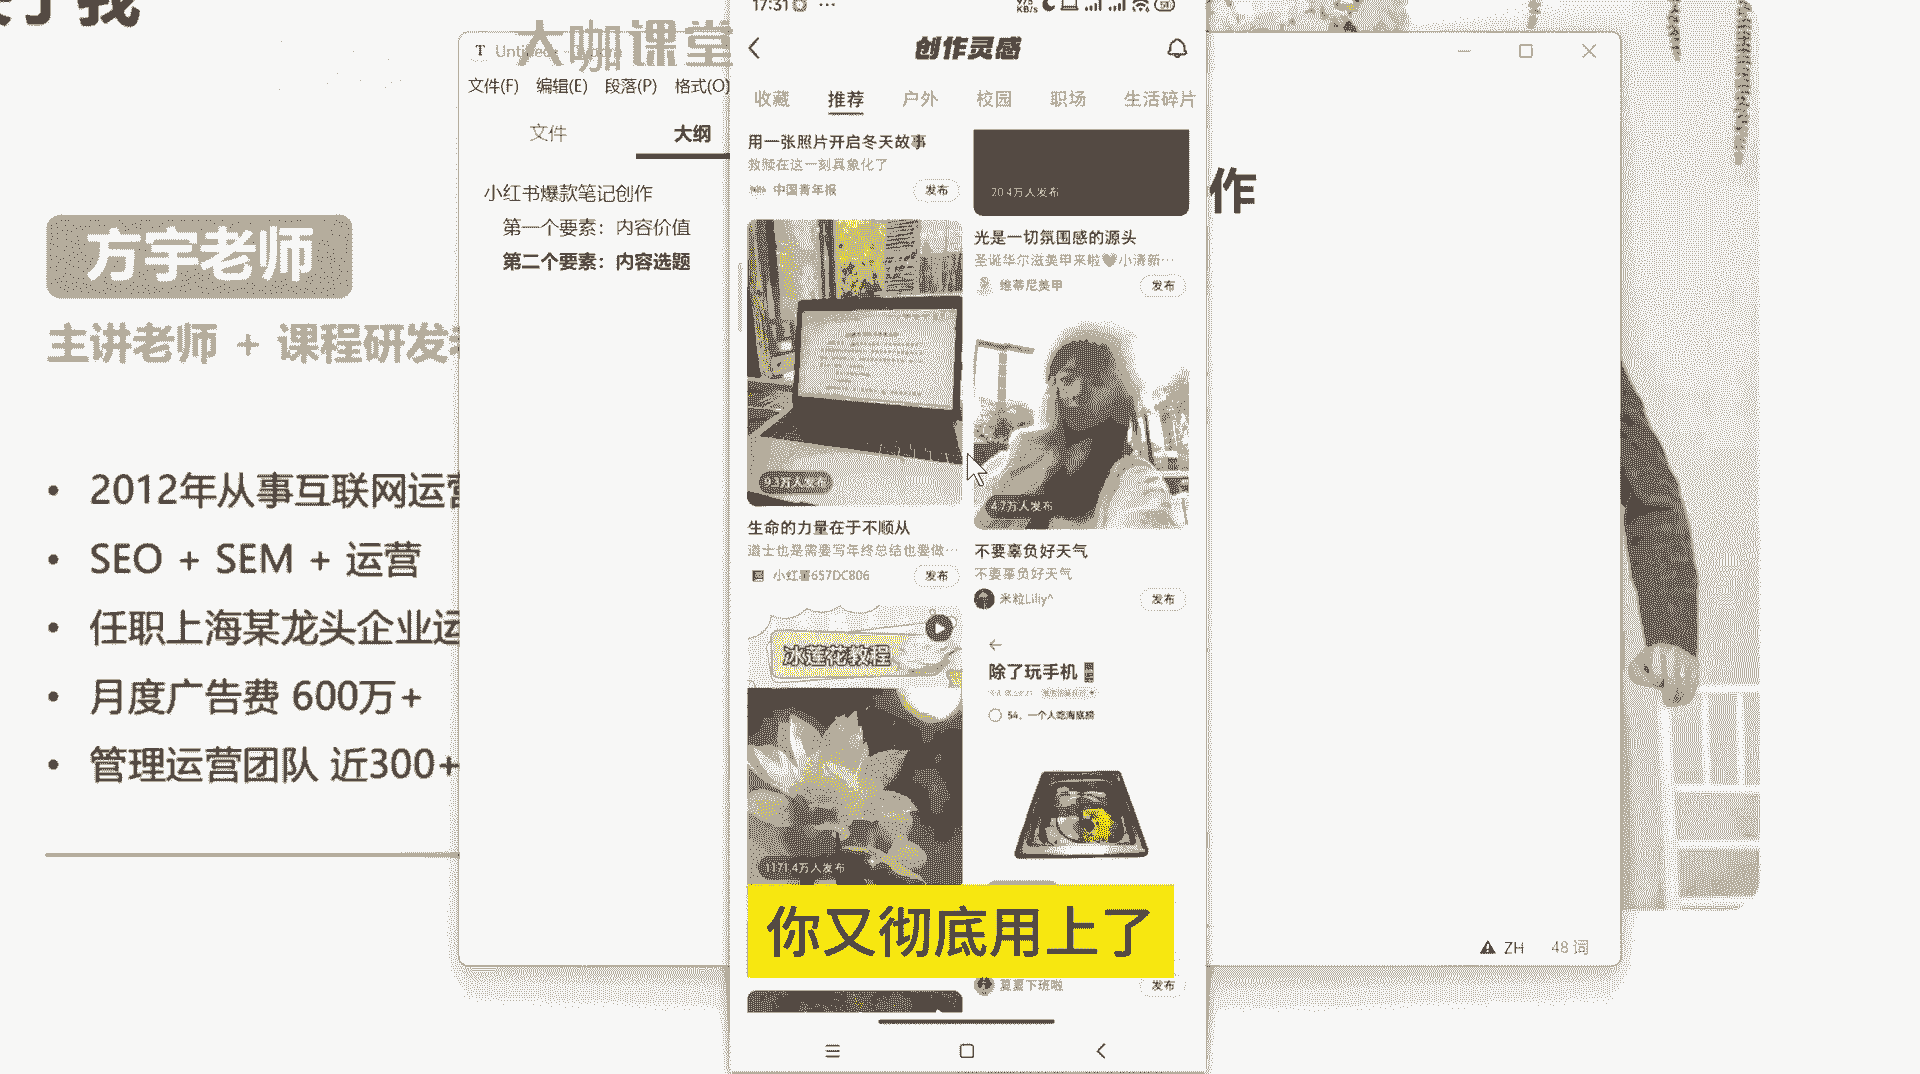 大咖课堂
方宇老师
主讲老师 + 课程研发
2012年从事互联网运营
SEO + SEM + 运营
任职上海某龙头企业运
月度广告费 600万+
管理运营团队 近300+
文件(F) 编辑(E) 段落(P) 格式(O)
文件 大纲
小红书爆款笔记创作
第一个要素：内容价值
第二个要素：内容选题
作
ZH 48 词
17:31
创作灵感
收藏 推荐 户外 校园 职场 生活碎片
用一张照片开启冬天故事
救赎在这一刻具象化了
中国青年报 发布
9.3万人发布
生命的力量在于不顺从
道士也是需要写年终总结也要做…
小红薯657DC806 发布
冰莲花教程
1171.4万人发布
20.4万人发布
光是一切氛围感的源头
圣诞华尔滋美甲来啦🖤小清新…
维蒂尼美甲 发布
4.7万人发布
不要辜负好天气
不要辜负好天气
米粒Liliy^ 发布
除了玩手机
54、一个人吃海底捞
夏夏下班啦 发布
你又彻底用上了